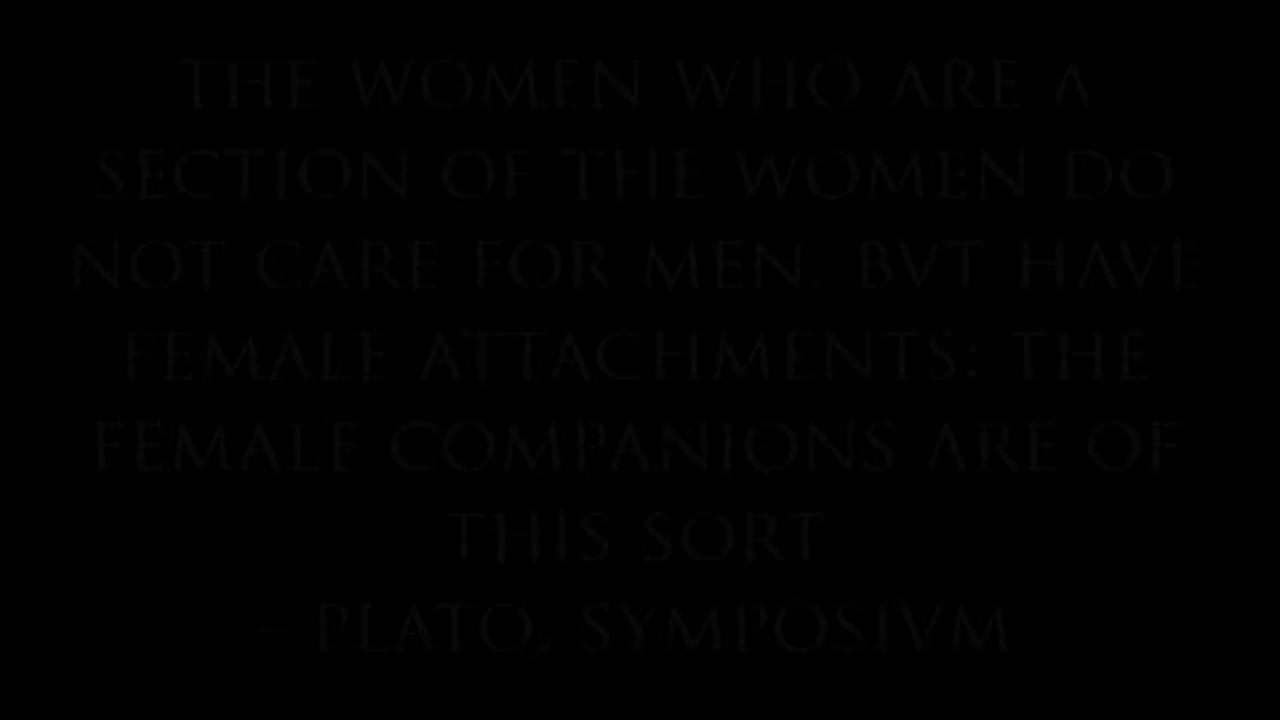 THE WOMEN WHO ARE A
SECTION OF THE WOMEN DO
NOT CARE FOR MEN, BVT HAVE
FEMALE ATTACHMENTS: THE
FEMALE COMPANIONS ARE OF
THIS SORT
– PLATO, SYMPOSIVM